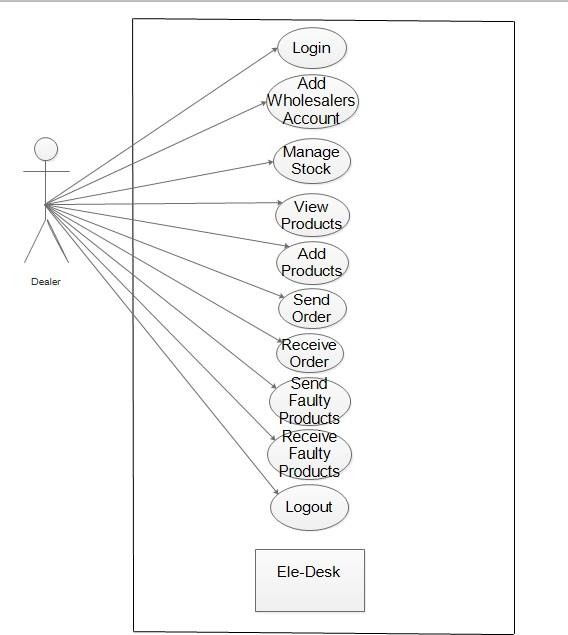 Login
Add
Wholesalers
Account
Manage
Stock
View
Products
Add
Products
Send
Order
Receive
Order
Send
Faulty
Products
Receive
Faulty
Products
Logout
Ele-Desk
Dealer